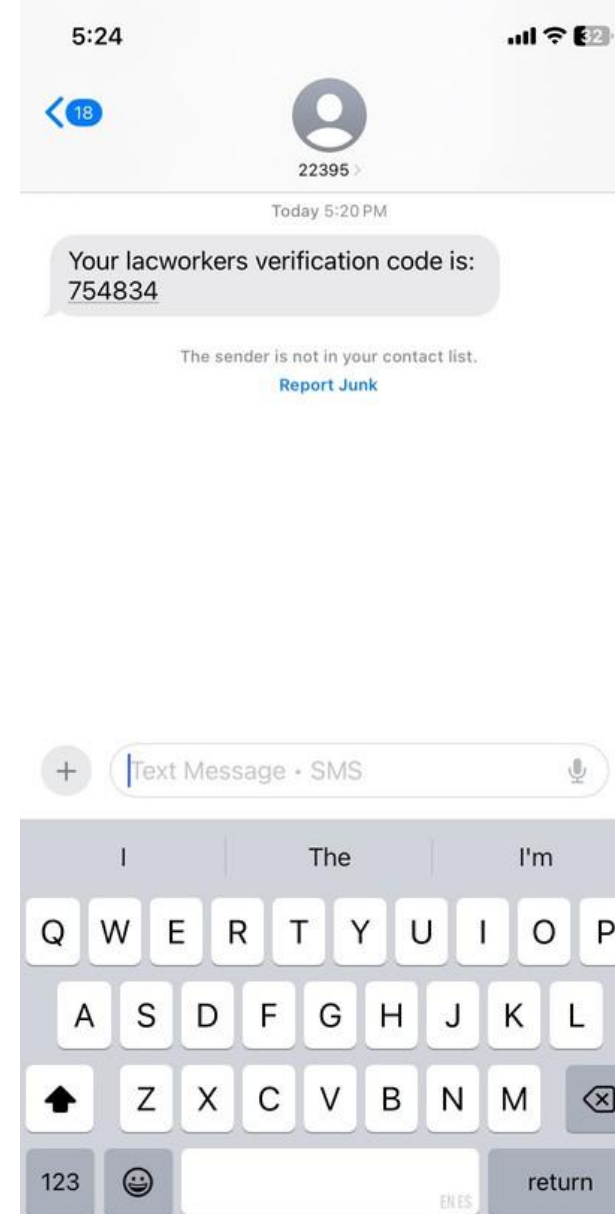 5:24
32
18
22395
Today 5:20 PM
Your lacworkers verification code is:
754834
The sender is not in your contact list.
Report Junk
Text Message • SMS
I The I'm
Q W E R T Y U I O P
A S D F G H J K L
Z X C V B N M
123 return
EN ES